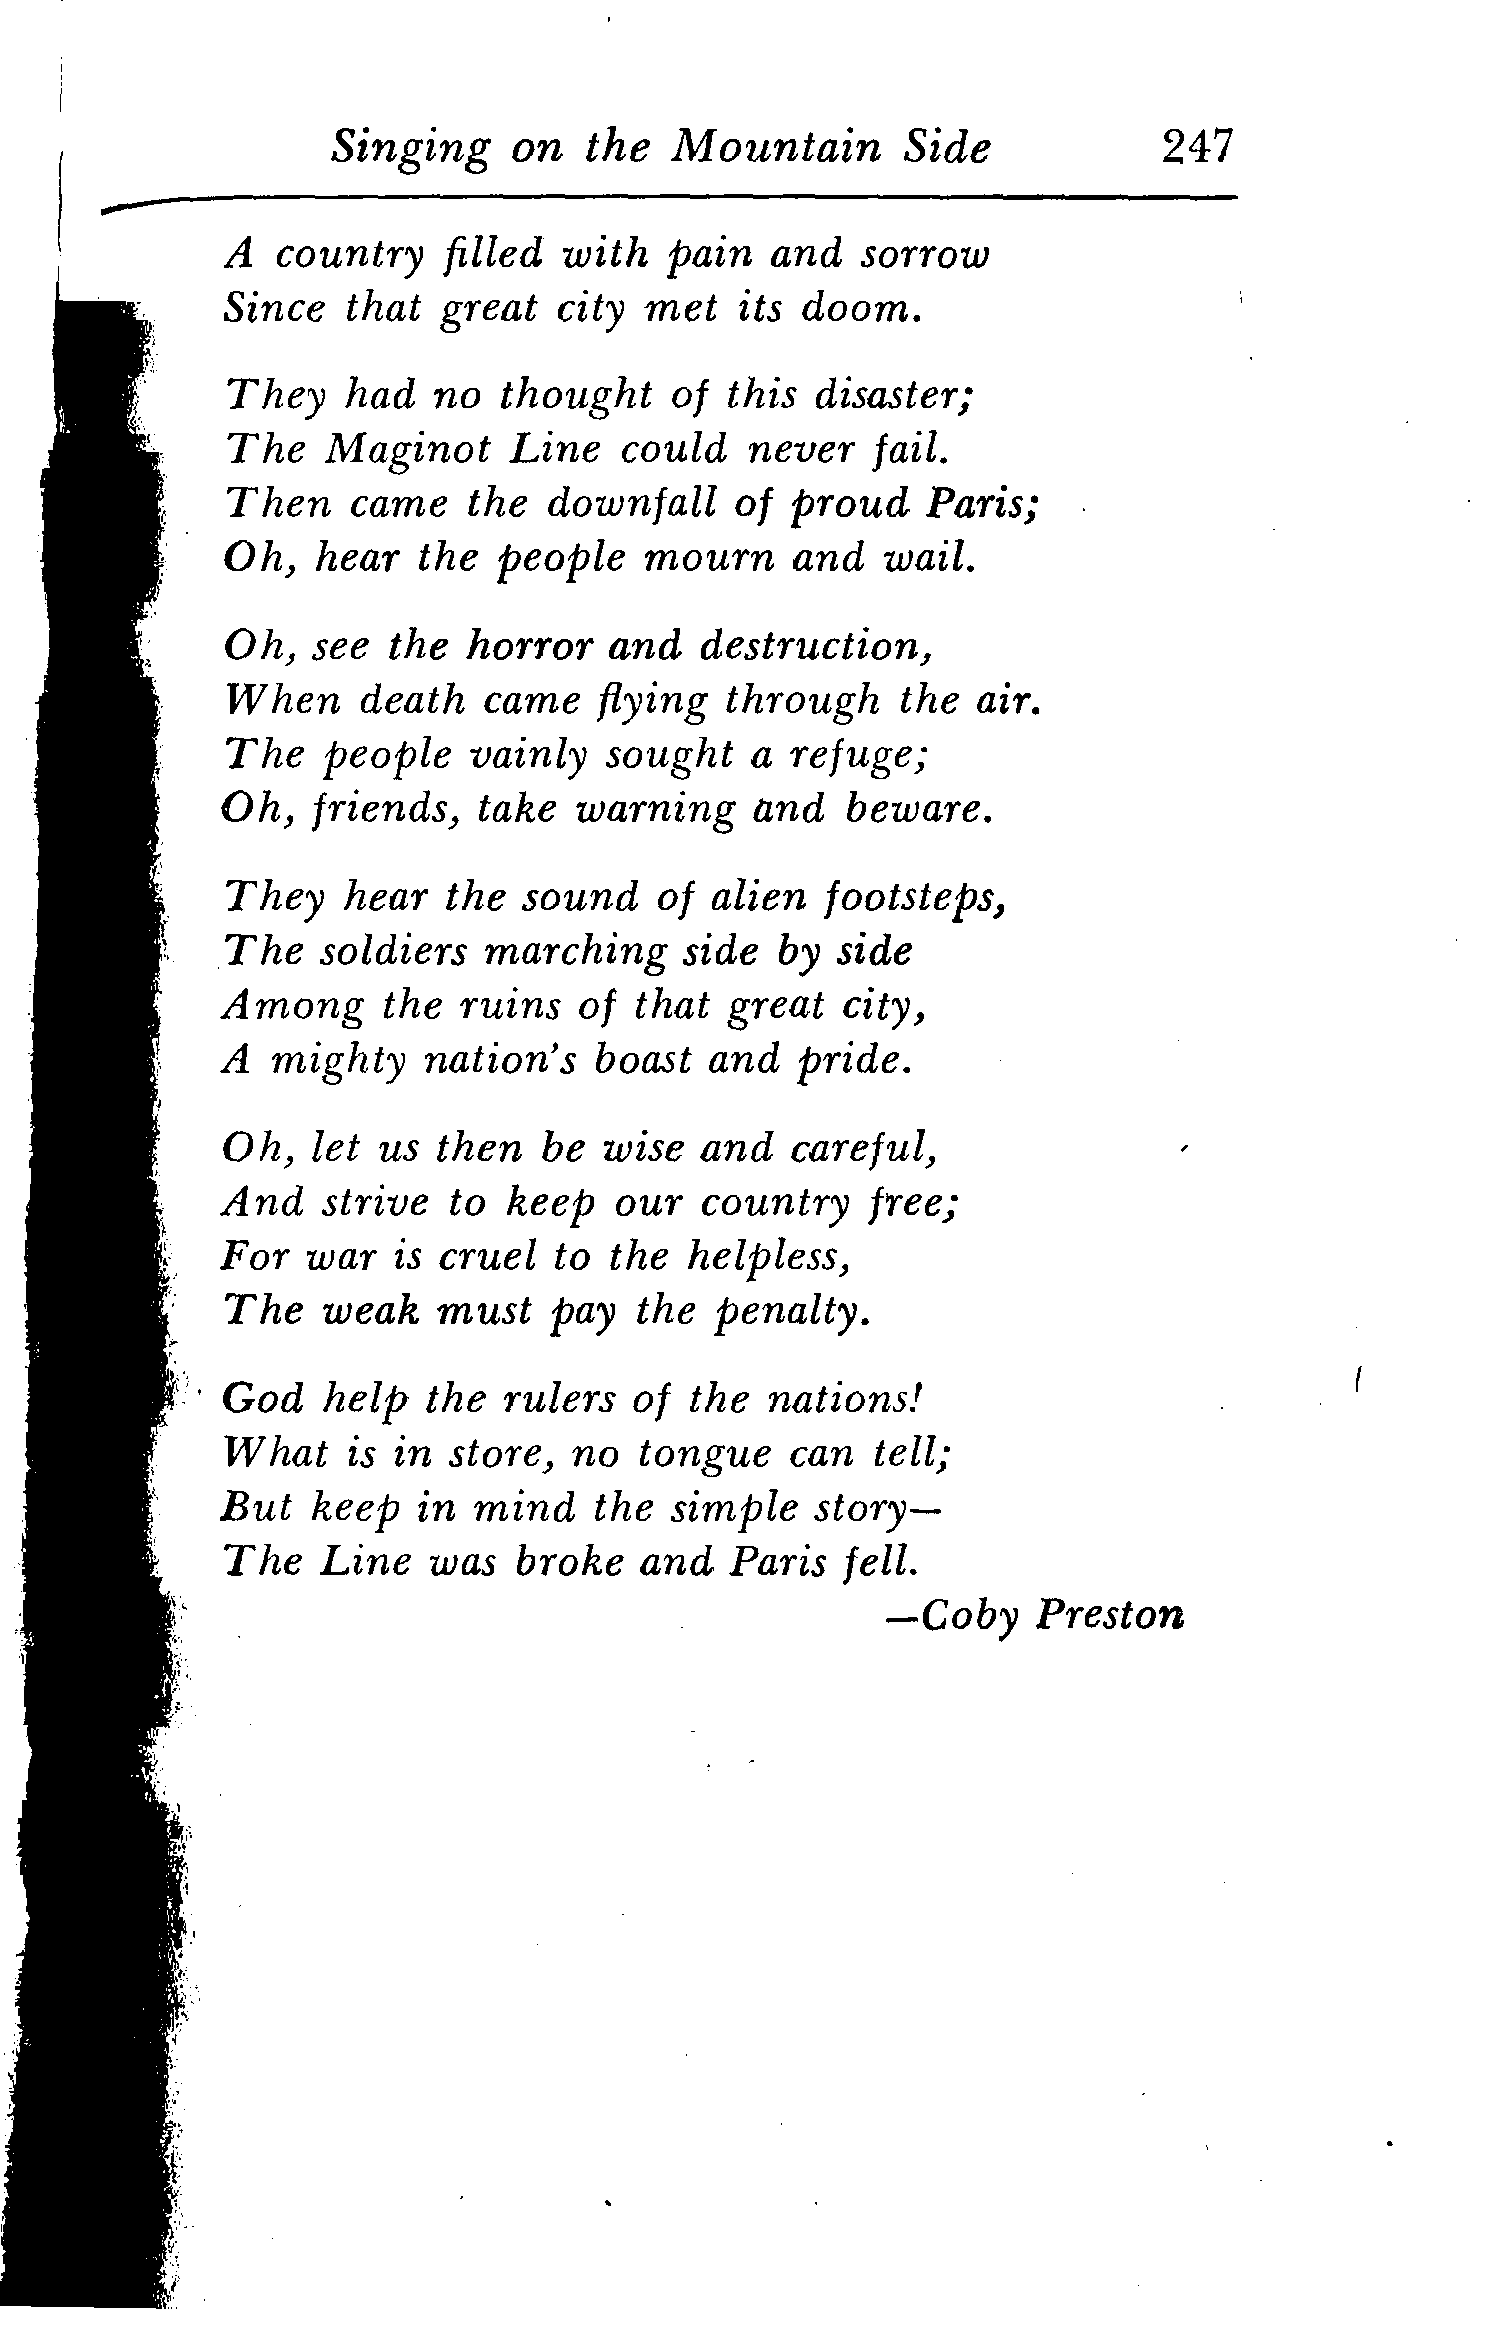 Singing on the Mountain Side 247
A country filled with pain and sorrow
Since that great city met its doom.
They had no thought of this disaster;
The Maginot Line could never fail.
Then came the downfall of proud Paris;
Oh, hear the people mourn and wail.
Oh, see the horror and destruction,
When death came flying through the air.
The people vainly sought a refuge;
Oh, friends, take warning and beware.
They hear the sound of alien footsteps,
The soldiers marching side by side
Among the ruins of that great city,
A mighty nation's boast and pride.
Oh, let us then be wise and careful,
And strive to keep our country free;
For war is cruel to the helpless,
The weak must pay the penalty.
God help the rulers of the nations!
What is in store, no tongue can tell;
But keep in mind the simple story—
The Line was broke and Paris fell.
—Coby Preston